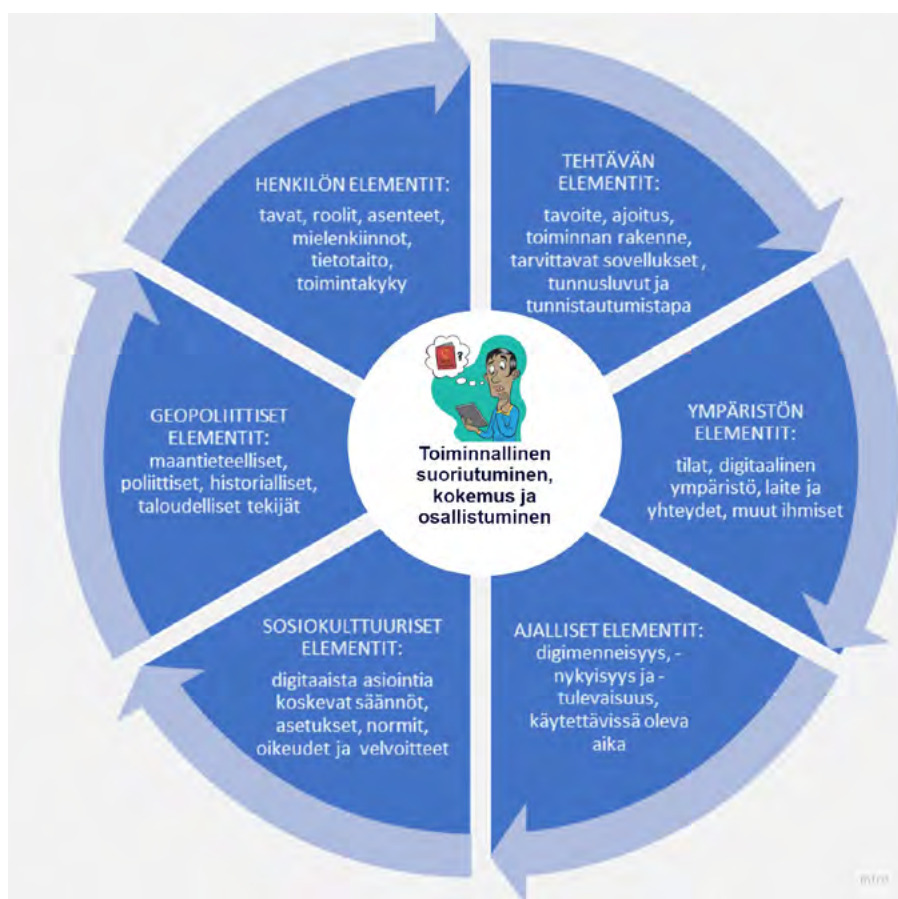 HENKILÖN ELEMENTIT:
tavat, roolit, asenteet,
mielenkiinnot,
tietotaito,
toimintakyky
TEHTÄVÄN
ELEMENTIT:
tavoite, ajoitus,
toiminnan rakenne,
tarvittavat sovellukset,
tunnusluvut ja
tunnistautumistapa
YMPÄRISTÖN
ELEMENTIT:
tilat, digitaalinen
ympäristö, laite ja
yhteydet, muut ihmiset
AJALLISET ELEMENTIT:
digimenneisyys, -
nykyisyys ja -
tulevaisuus,
käytettävissä oleva
aika
SOSIOKULTTUURISET
ELEMENTIT:
digitaaista asiointia
koskevat säännöt,
asetukset, normit,
oikeudet ja velvoitteet
GEOPOLIITTISET
ELEMENTIT:
maantieteelliset,
poliittiset, historialliset,
taloudelliset tekijät
?
Toiminnallinen
suoriutuminen,
kokemus ja
osallistuminen